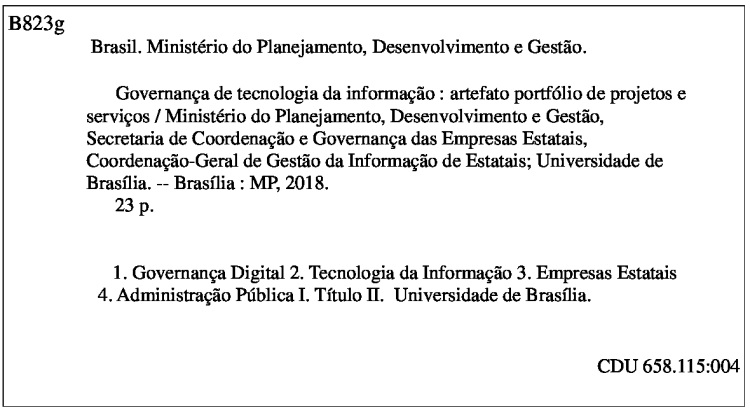 B823g
Brasil. Ministério do Planejamento, Desenvolvimento e Gestão.
Governança de tecnologia da informação : artefato portfólio de projetos e
serviços / Ministério do Planejamento, Desenvolvimento e Gestão,
Secretaria de Coordenação e Governança das Empresas Estatais,
Coordenação-Geral de Gestão da Informação de Estatais; Universidade de
Brasília. -- Brasília : MP, 2018.
23 p.
1. Governança Digital 2. Tecnologia da Informação 3. Empresas Estatais
4. Administração Pública I. Título II. Universidade de Brasília.
CDU 658.115:004